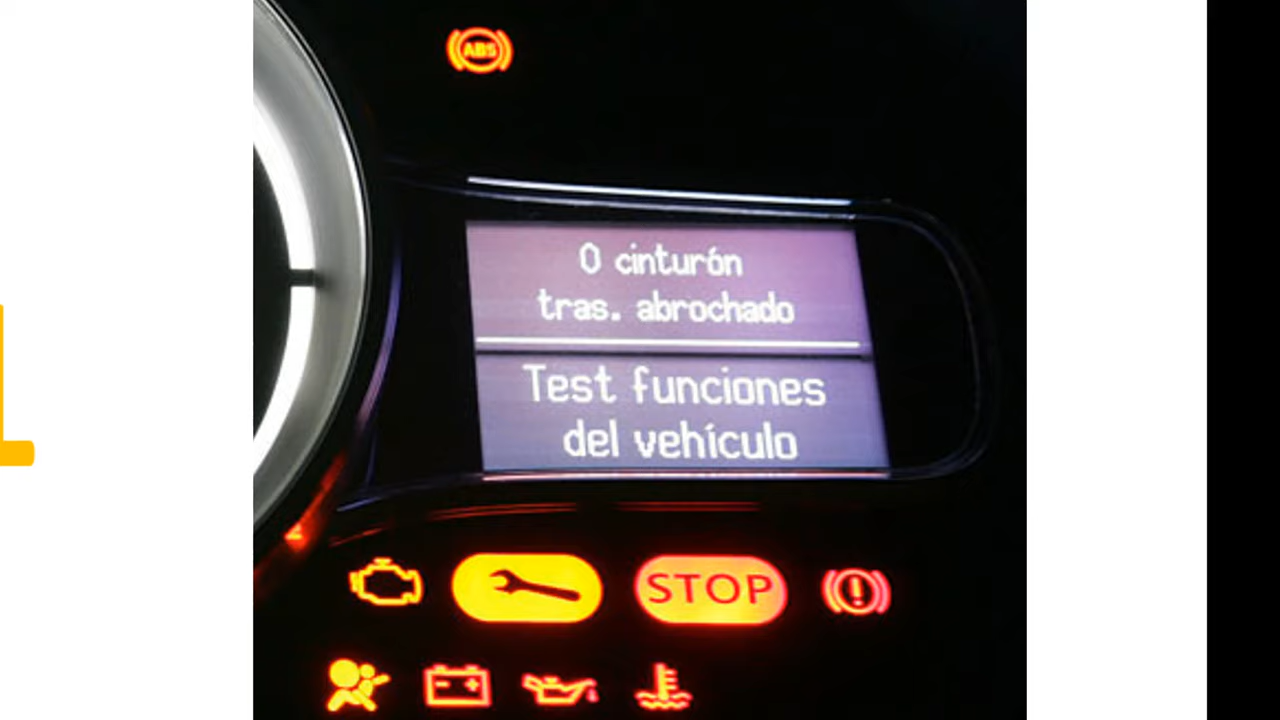 ABS
0 cinturón
tras. abrochado
Test funciones
del vehículo
STOP